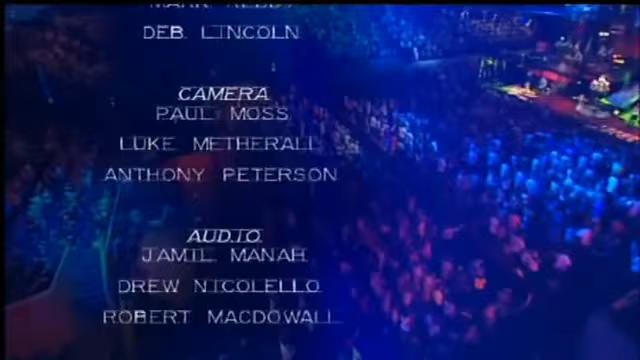 DEB LINCOLN
CAMERA
PAUL MOSS
LUKE METHERALL
ANTHONY PETERSON
AUDIO
JAMIL MANAH
DREW NICOLELLO
ROBERT MACDOWALL